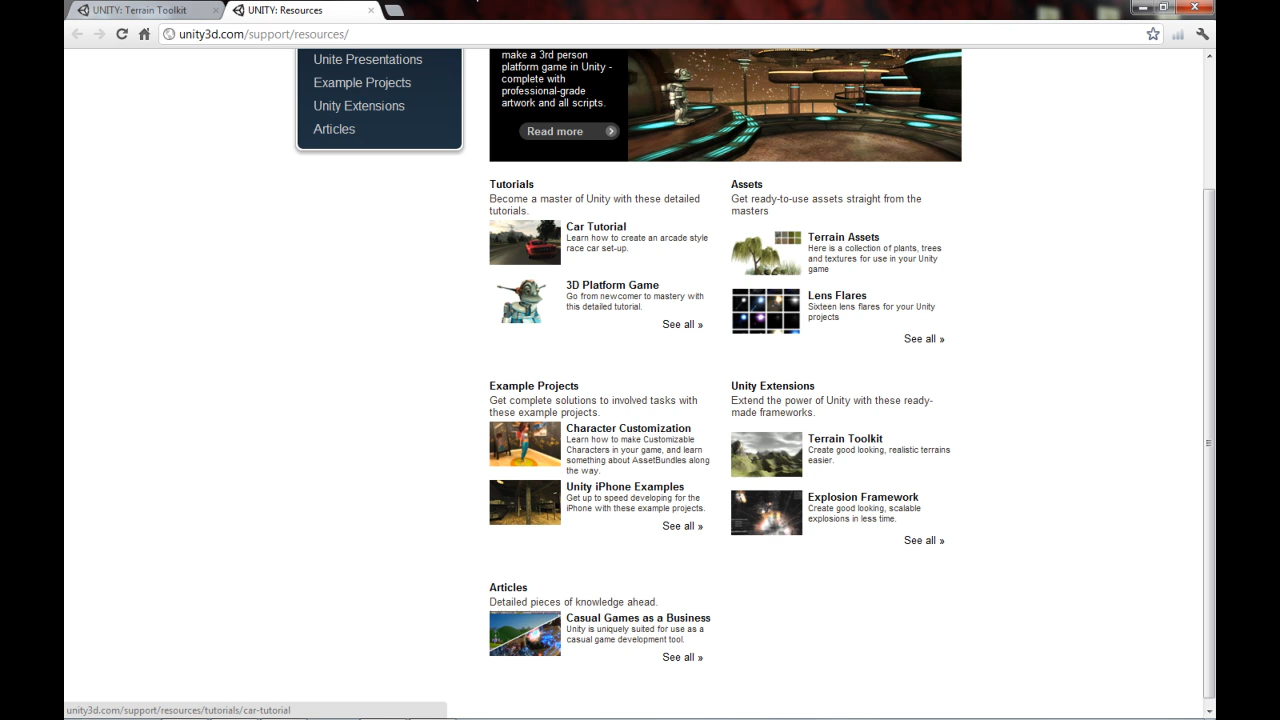 UNITY: Terrain Toolkit
UNITY: Resources
unity3d.com/support/resources/
Unite Presentations
Example Projects
Unity Extensions
Articles
make a 3rd person
platform game in Unity -
complete with
professional-grade
artwork and all scripts.
Read more
Tutorials
Become a master of Unity with these detailed
tutorials.
Car Tutorial
Learn how to create an arcade style
race car set-up.
3D Platform Game
Go from newcomer to mastery with
this detailed tutorial.
See all »
Assets
Get ready-to-use assets straight from the
masters
Terrain Assets
Here is a collection of plants, trees
and textures for use in your Unity
game
Lens Flares
Sixteen lens flares for your Unity
projects
See all »
Example Projects
Get complete solutions to involved tasks with
these example projects.
Character Customization
Learn how to make Customizable
Characters in your game, and learn
something about AssetBundles along
the way.
Unity iPhone Examples
Get up to speed developing for the
iPhone with these example projects.
See all »
Unity Extensions
Extend the power of Unity with these ready-
made frameworks.
Terrain Toolkit
Create good looking, realistic terrains
easier.
Explosion Framework
Create good looking, scalable
explosions in less time.
See all »
Articles
Detailed pieces of knowledge ahead.
Casual Games as a Business
Unity is uniquely suited for use as a
casual game development tool.
See all »
unity3d.com/support/resources/tutorials/car-tutorial